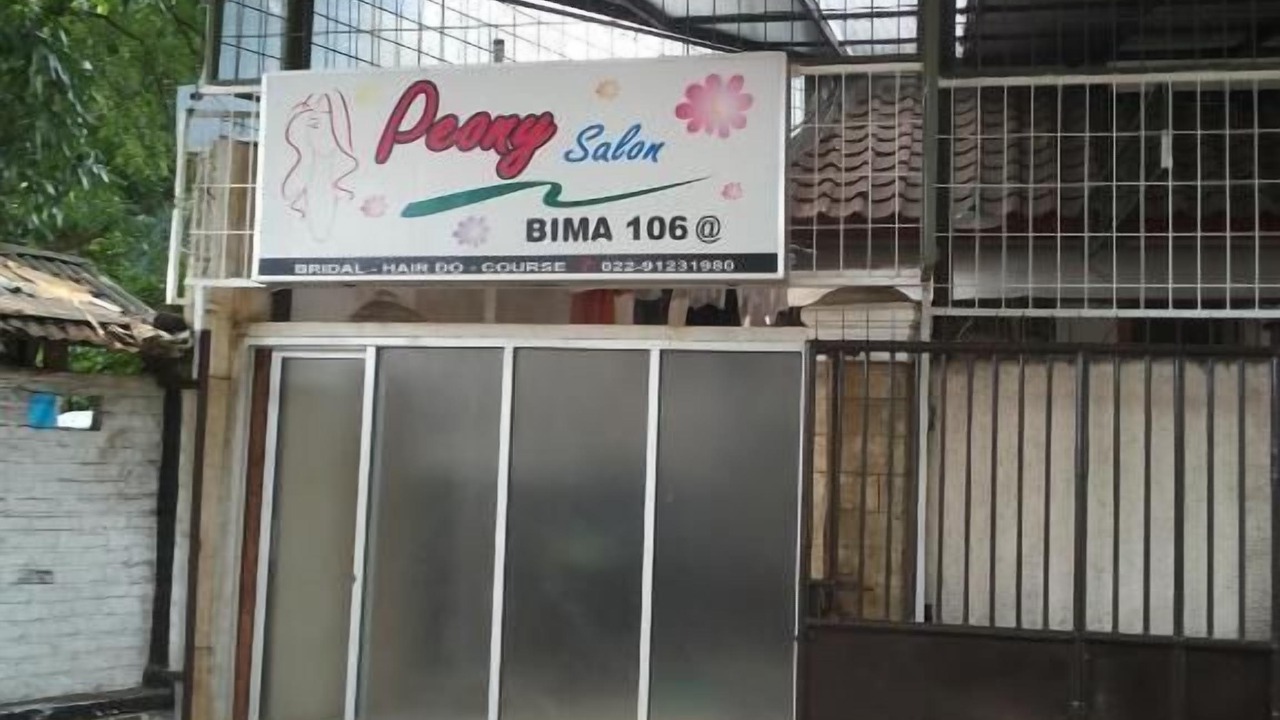 Peony Salon
BIMA 106 @
BRIDAL - HAIR DO - COURSE 022-91231980